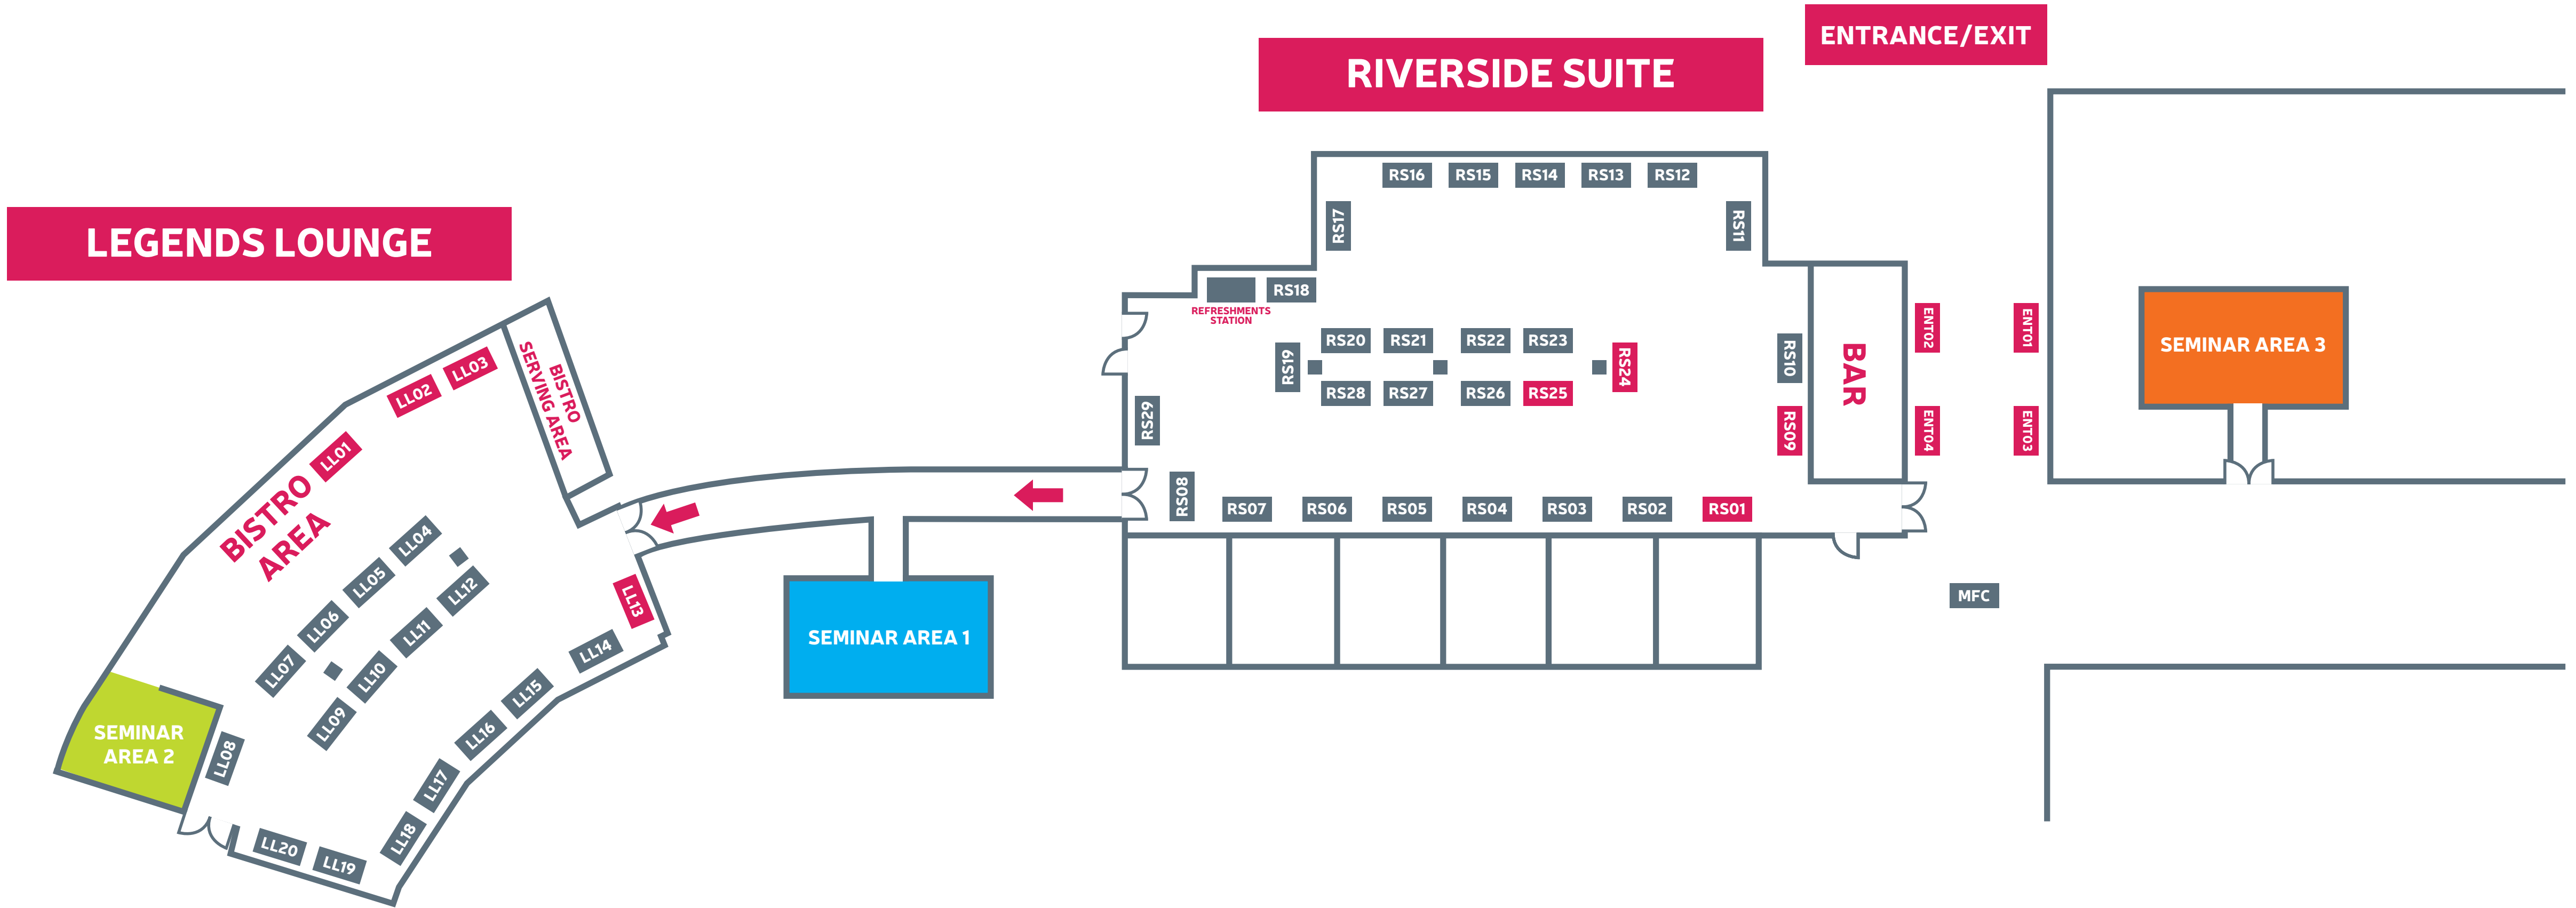 ENTRANCE/EXIT
RIVERSIDE SUITE
LEGENDS LOUNGE
RS16
RS15
RS14
RS13
RS12
RS17
RS11
RS18
REFRESHMENTS
STATION
RS19
RS20
RS21
RS22
RS23
RS24
RS28
RS27
RS26
RS25
RS10
RS09
BAR
RS29
RS08
RS07
RS06
RS05
RS04
RS03
RS02
RS01
ENT02
ENT01
ENT04
ENT03
SEMINAR AREA 3
MFC
SEMINAR AREA 1
BISTRO
SERVING AREA
LL03
LL02
LL01
BISTRO
AREA
LL04
LL05
LL06
LL07
LL12
LL11
LL10
LL09
LL13
LL14
LL15
LL16
LL17
LL18
SEMINAR
AREA 2
LL08
LL20
LL19